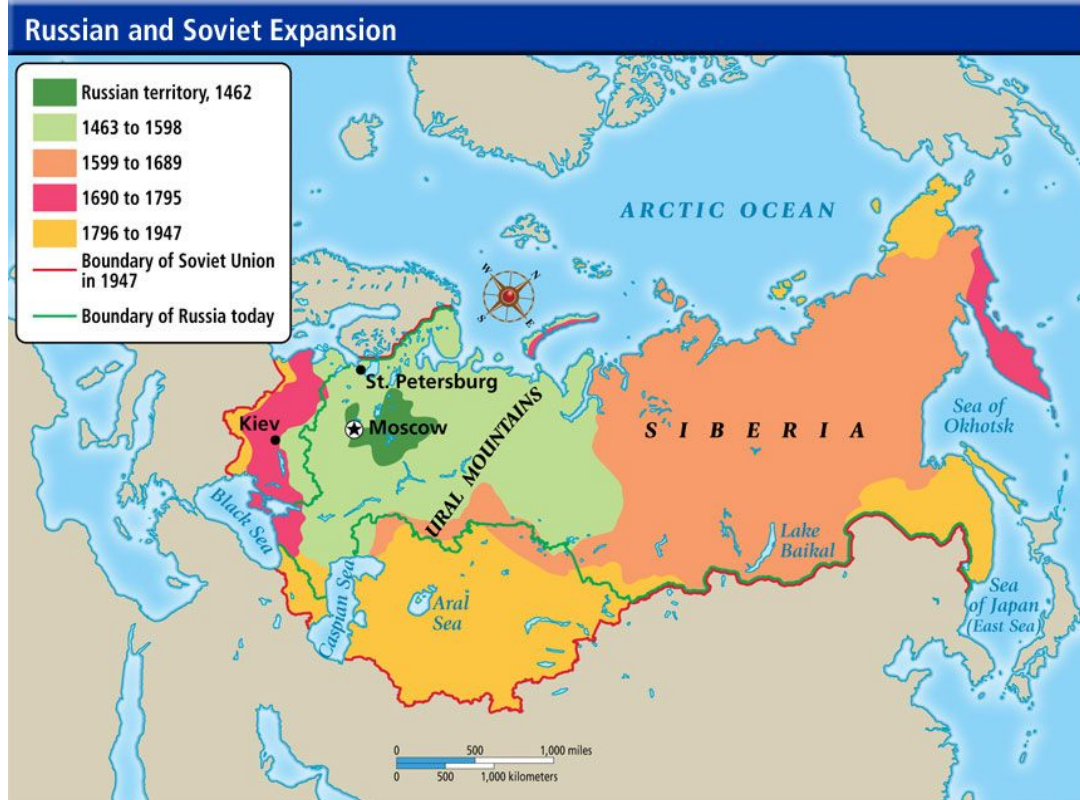 Russian and Soviet Expansion
Russian territory, 1462
1463 to 1598
1599 to 1689
1690 to 1795
1796 to 1947
Boundary of Soviet Union
in 1947
Boundary of Russia today
ARCTIC OCEAN
W
N
S
E
St. Petersburg
Kiev
Moscow
URAL MOUNTAINS
SIBERIA
Sea of
Okhotsk
Black Sea
Caspian Sea
Aral
Sea
Lake
Baikal
Sea
of Japan
(East Sea)
0 500 1,000 miles
0 500 1,000 kilometers